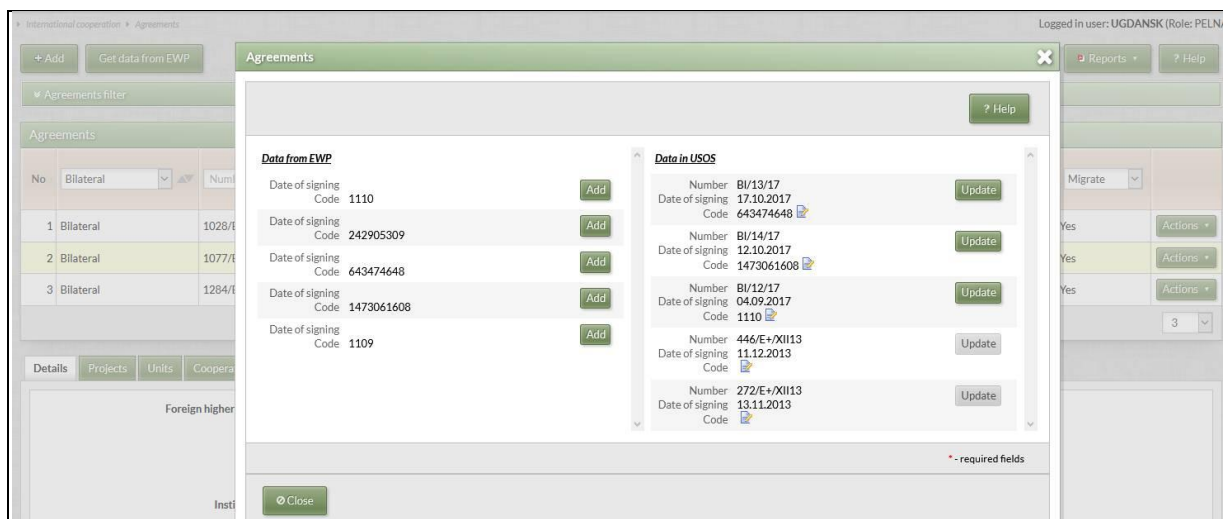 International cooperation Agreements
Logged in user: UGDANSK (Role: PELNA
+ Add
Get data from EWP
Agreements
Reports
? Help
Agreements filter
? Help
Agreements
No Bilateral
Migrate
1 Bilateral 1028/E
Yes Actions
2 Bilateral 1077/E
Yes Actions
3 Bilateral 1284/E
Yes Actions
3
Data from EWP
Date of signing
Code 1110
Add
Date of signing
Code 242905309
Add
Date of signing
Code 643474648
Add
Date of signing
Code 1473061608
Add
Date of signing
Code 1109
Add
Data in USOS
Number BI/13/17
Date of signing 17.10.2017
Code 643474648
Update
Number BI/14/17
Date of signing 12.10.2017
Code 1473061608
Update
Number BI/12/17
Date of signing 04.09.2017
Code 1110
Update
Number 446/E+/XII13
Date of signing 11.12.2013
Code
Update
Number 272/E+/XII13
Date of signing 13.11.2013
Code
Update
Details Projects Units Coopera
Foreign higher
* - required fields
Insti
Close